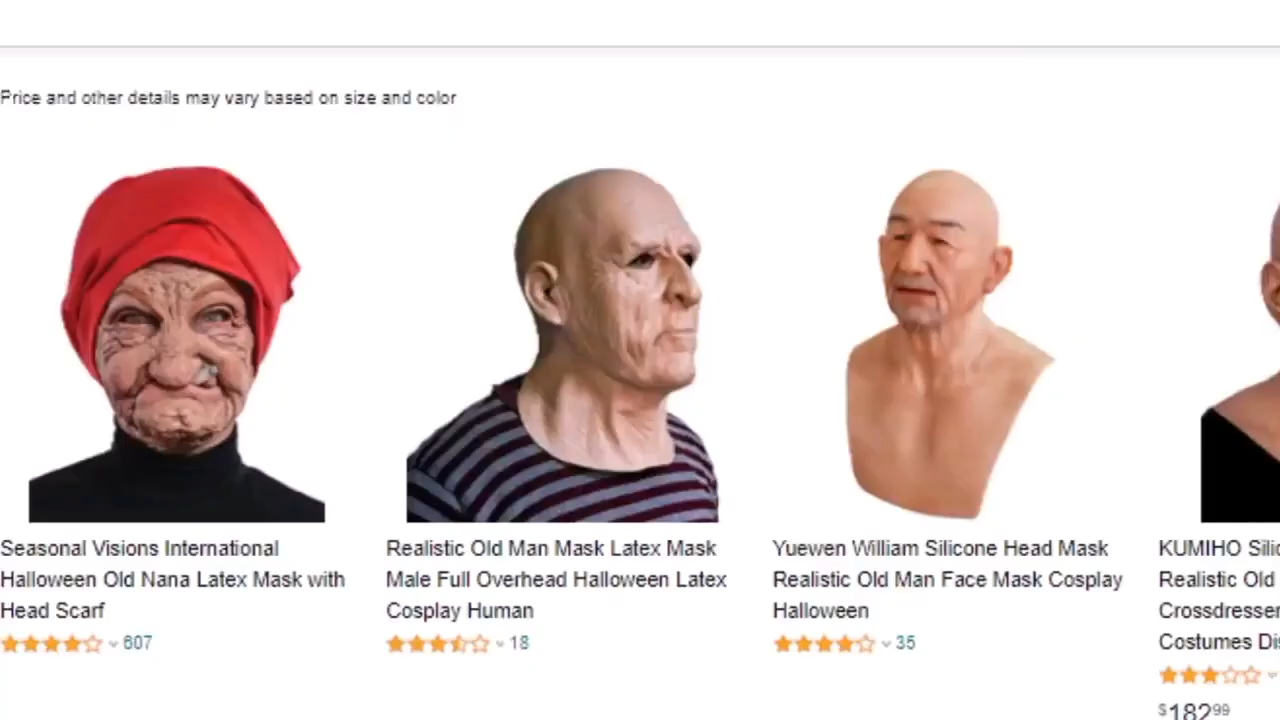 Price and other details may vary based on size and color
Seasonal Visions International
Halloween Old Nana Latex Mask with
Head Scarf
607
Realistic Old Man Mask Latex Mask
Male Full Overhead Halloween Latex
Cosplay Human
18
Yuewen William Silicone Head Mask
Realistic Old Man Face Mask Cosplay
Halloween
35
KUMIHO
Realistic Old
Costumes
$182.99